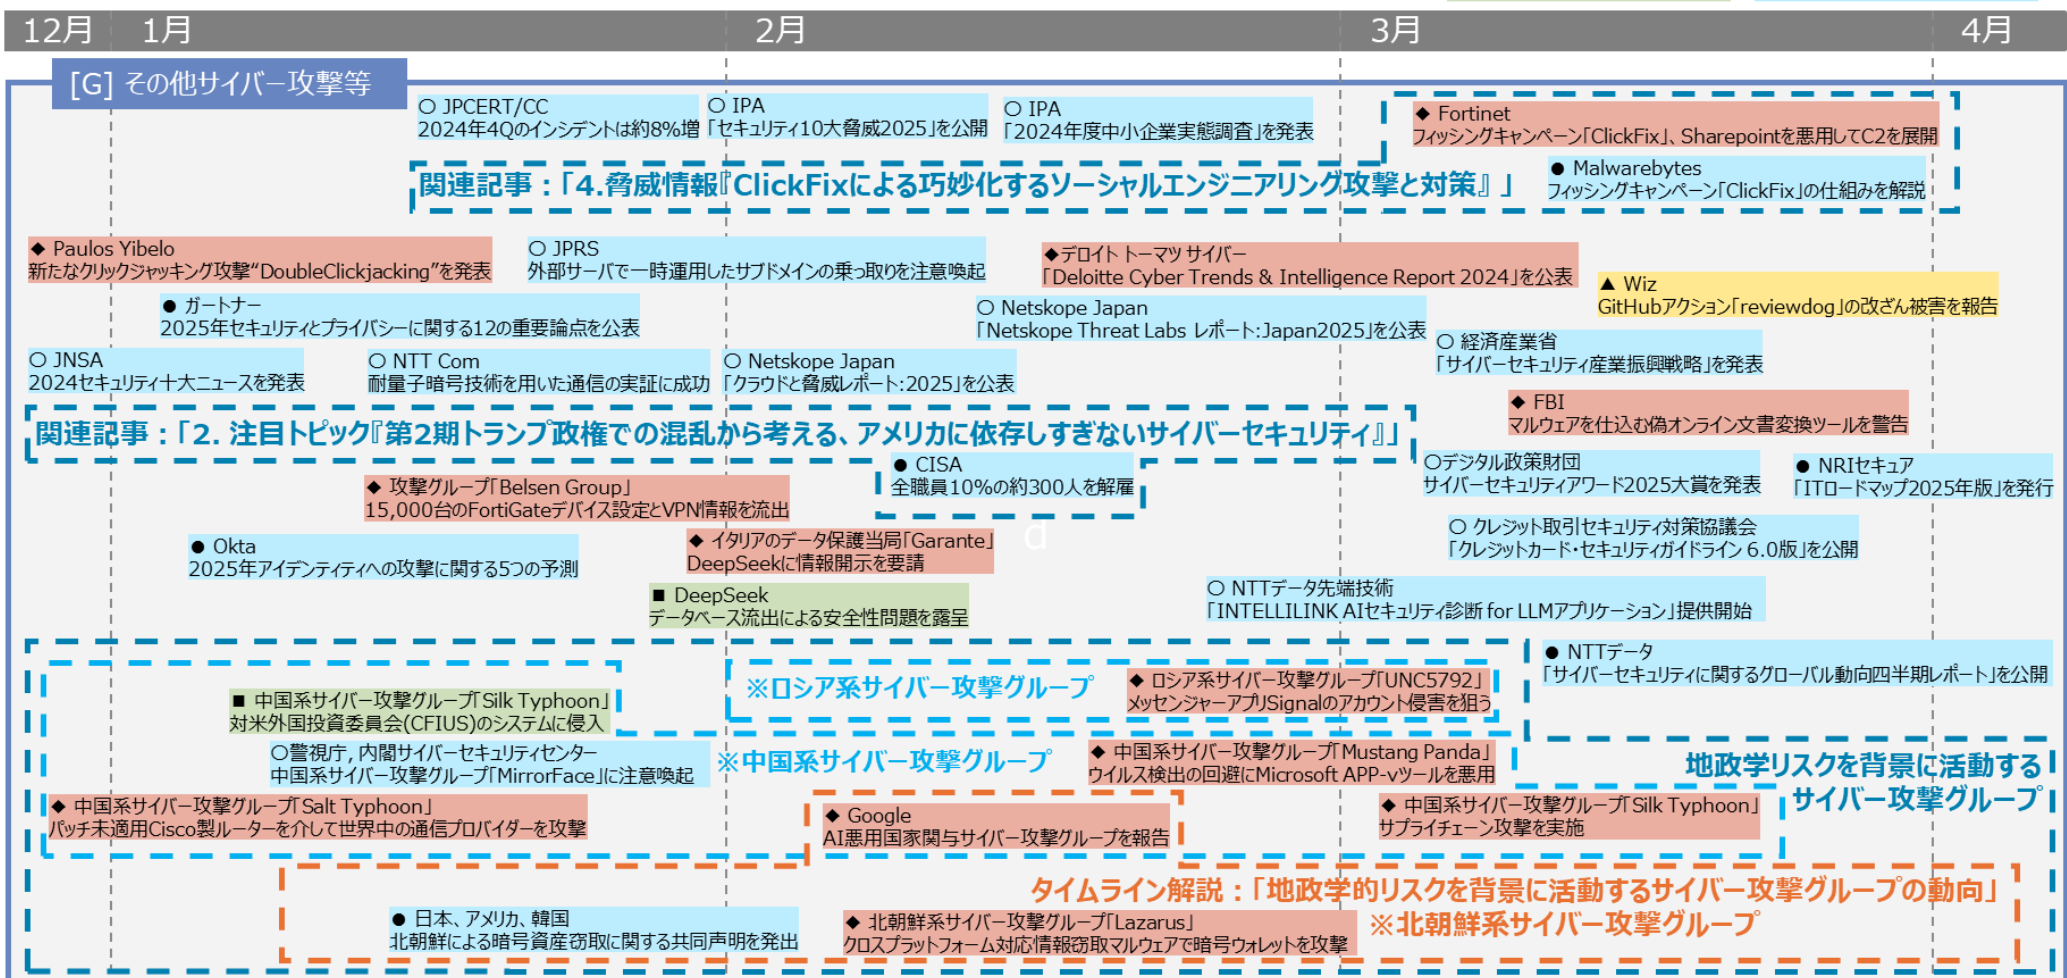 12月 1月 2月 3月 4月
[G] その他サイバー攻撃等
○ JPCERT/CC
2024年4Qのインシデントは約8%増
○ IPA
「セキュリティ10大脅威2025」を公開
○ IPA
「2024年度中小企業実態調査」を発表
◆ Fortinet
フィッシングキャンペーン「ClickFix」、Sharepointを悪用してC2を展開
関連記事：「4.脅威情報『ClickFixによる巧妙化するソーシャルエンジニアリング攻撃と対策』 」
● Malwarebytes
フィッシングキャンペーン「ClickFix」の仕組みを解説
◆ Paulos Yibelo
新たなクリックジャッキング攻撃“DoubleClickjacking”を発表
○ JPRS
外部サーバで一時運用したサブドメインの乗っ取りを注意喚起
◆デロイト トーマツ サイバー
「Deloitte Cyber Trends & Intelligence Report 2024」を公表
▲ Wiz
GitHubアクション「reviewdog」の改ざん被害を報告
● ガートナー
2025年セキュリティとプライバシーに関する12の重要論点を公表
○ Netskope Japan
「Netskope Threat Labs レポート:Japan2025」を公表
○ 経済産業省
「サイバーセキュリティ産業振興戦略」を発表
○ JNSA
2024セキュリティ十大ニュースを発表
○ NTT Com
耐量子暗号技術を用いた通信の実証に成功
○ Netskope Japan
「クラウドと脅威レポート:2025」を公表
◆ FBI
マルウェアを仕込む偽オンライン文書変換ツールを警告
関連記事：「2. 注目トピック『第2期トランプ政権での混乱から考える、アメリカに依存しすぎないサイバーセキュリティ』」
● CISA
全職員10%の約300人を解雇
○デジタル政策財団
サイバーセキュリティアワード2025大賞を発表
● NRIセキュア
「ITロードマップ2025年版」を発行
◆ 攻撃グループ「Belsen Group」
15,000台のFortiGateデバイス設定とVPN情報を流出
d
○ クレジット取引セキュリティ対策協議会
「クレジットカード・セキュリティガイドライン 6.0版」を公開
● Okta
2025年アイデンティティへの攻撃に関する5つの予測
◆ イタリアのデータ保護当局「Garante」
DeepSeekに情報開示を要請
■ DeepSeek
データベース流出による安全性問題を露呈
○ NTTデータ先端技術
「INTELLILINK AIセキュリティ診断 for LLMアプリケーション」提供開始
● NTTデータ
「サイバーセキュリティに関するグローバル動向四半期レポート」を公開
※ロシア系サイバー攻撃グループ
◆ ロシア系サイバー攻撃グループ「UNC5792」
メッセンジャーアプリSignalのアカウント侵害を狙う
■ 中国系サイバー攻撃グループ「Silk Typhoon」
対米外国投資委員会(CFIUS)のシステムに侵入
○警視庁, 内閣サイバーセキュリティセンター
中国系サイバー攻撃グループ「MirrorFace」に注意喚起
※中国系サイバー攻撃グループ
◆ 中国系サイバー攻撃グループ「Mustang Panda」
ウイルス検出の回避にMicrosoft APP-vツールを悪用
地政学リスクを背景に活動する
サイバー攻撃グループ
◆ 中国系サイバー攻撃グループ「Salt Typhoon」
パッチ未適用Cisco製ルーターを介して世界中の通信プロバイダーを攻撃
◆ Google
AI悪用国家関与サイバー攻撃グループを報告
◆ 中国系サイバー攻撃グループ「Silk Typhoon」
サプライチェーン攻撃を実施
タイムライン解説：「地政学的リスクを背景に活動するサイバー攻撃グループの動向」
※北朝鮮系サイバー攻撃グループ
● 日本、アメリカ、韓国
北朝鮮による暗号資産窃取に関する共同声明を発出
◆ 北朝鮮系サイバー攻撃グループ「Lazarus」
クロスプラットフォーム対応情報窃取マルウェアで暗号ウォレットを攻撃